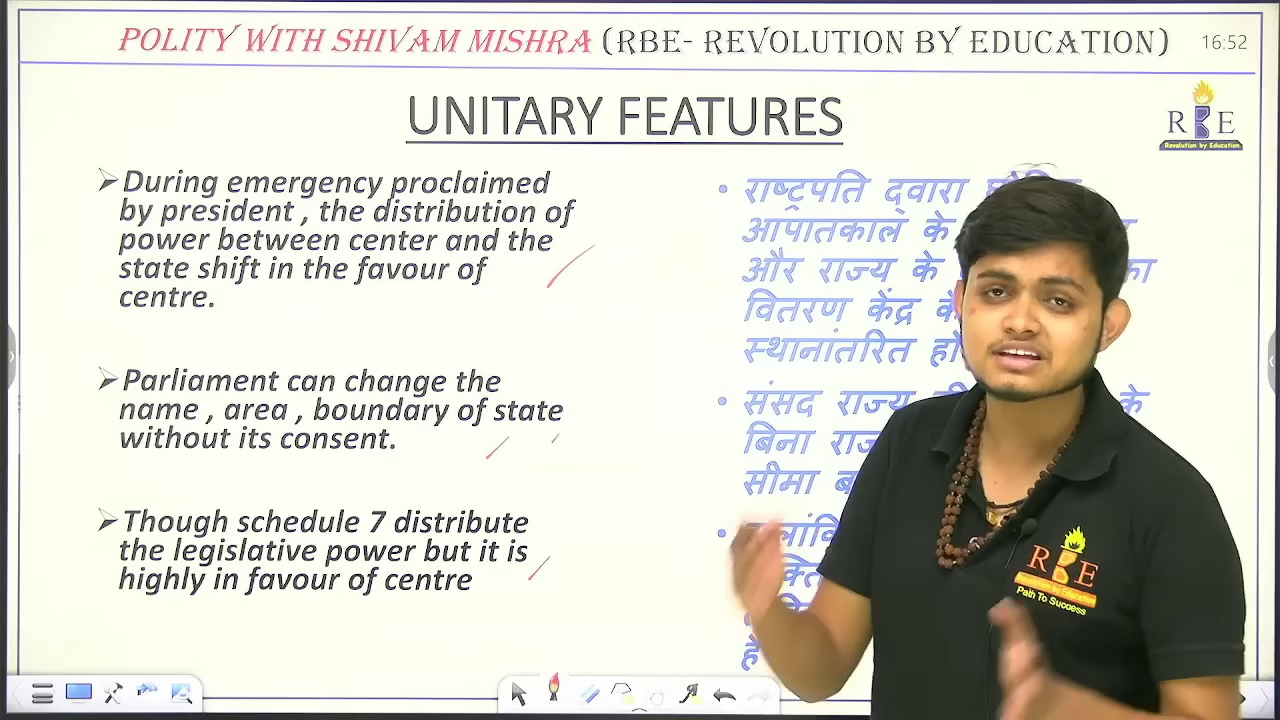 POLITY WITH SHIVAM MISHRA (RBE- REVOLUTION BY EDUCATION)
16:52
UNITARY FEATURES
RBE
Revolution by Education
During emergency proclaimed
by president , the distribution of
power between center and the
state shift in the favour of
centre.
Parliament can change the
name , area , boundary of state
without its consent.
Though schedule 7 distribute
the legislative power but it is
highly in favour of centre
राष्ट्रपति द्वारा
आपातकाल के
और राज्य के का
वितरण केंद्र
स्थानांतरित
संसद राज्य के
बिना
सीमा
RBE
Revolution by Education
Path To Success